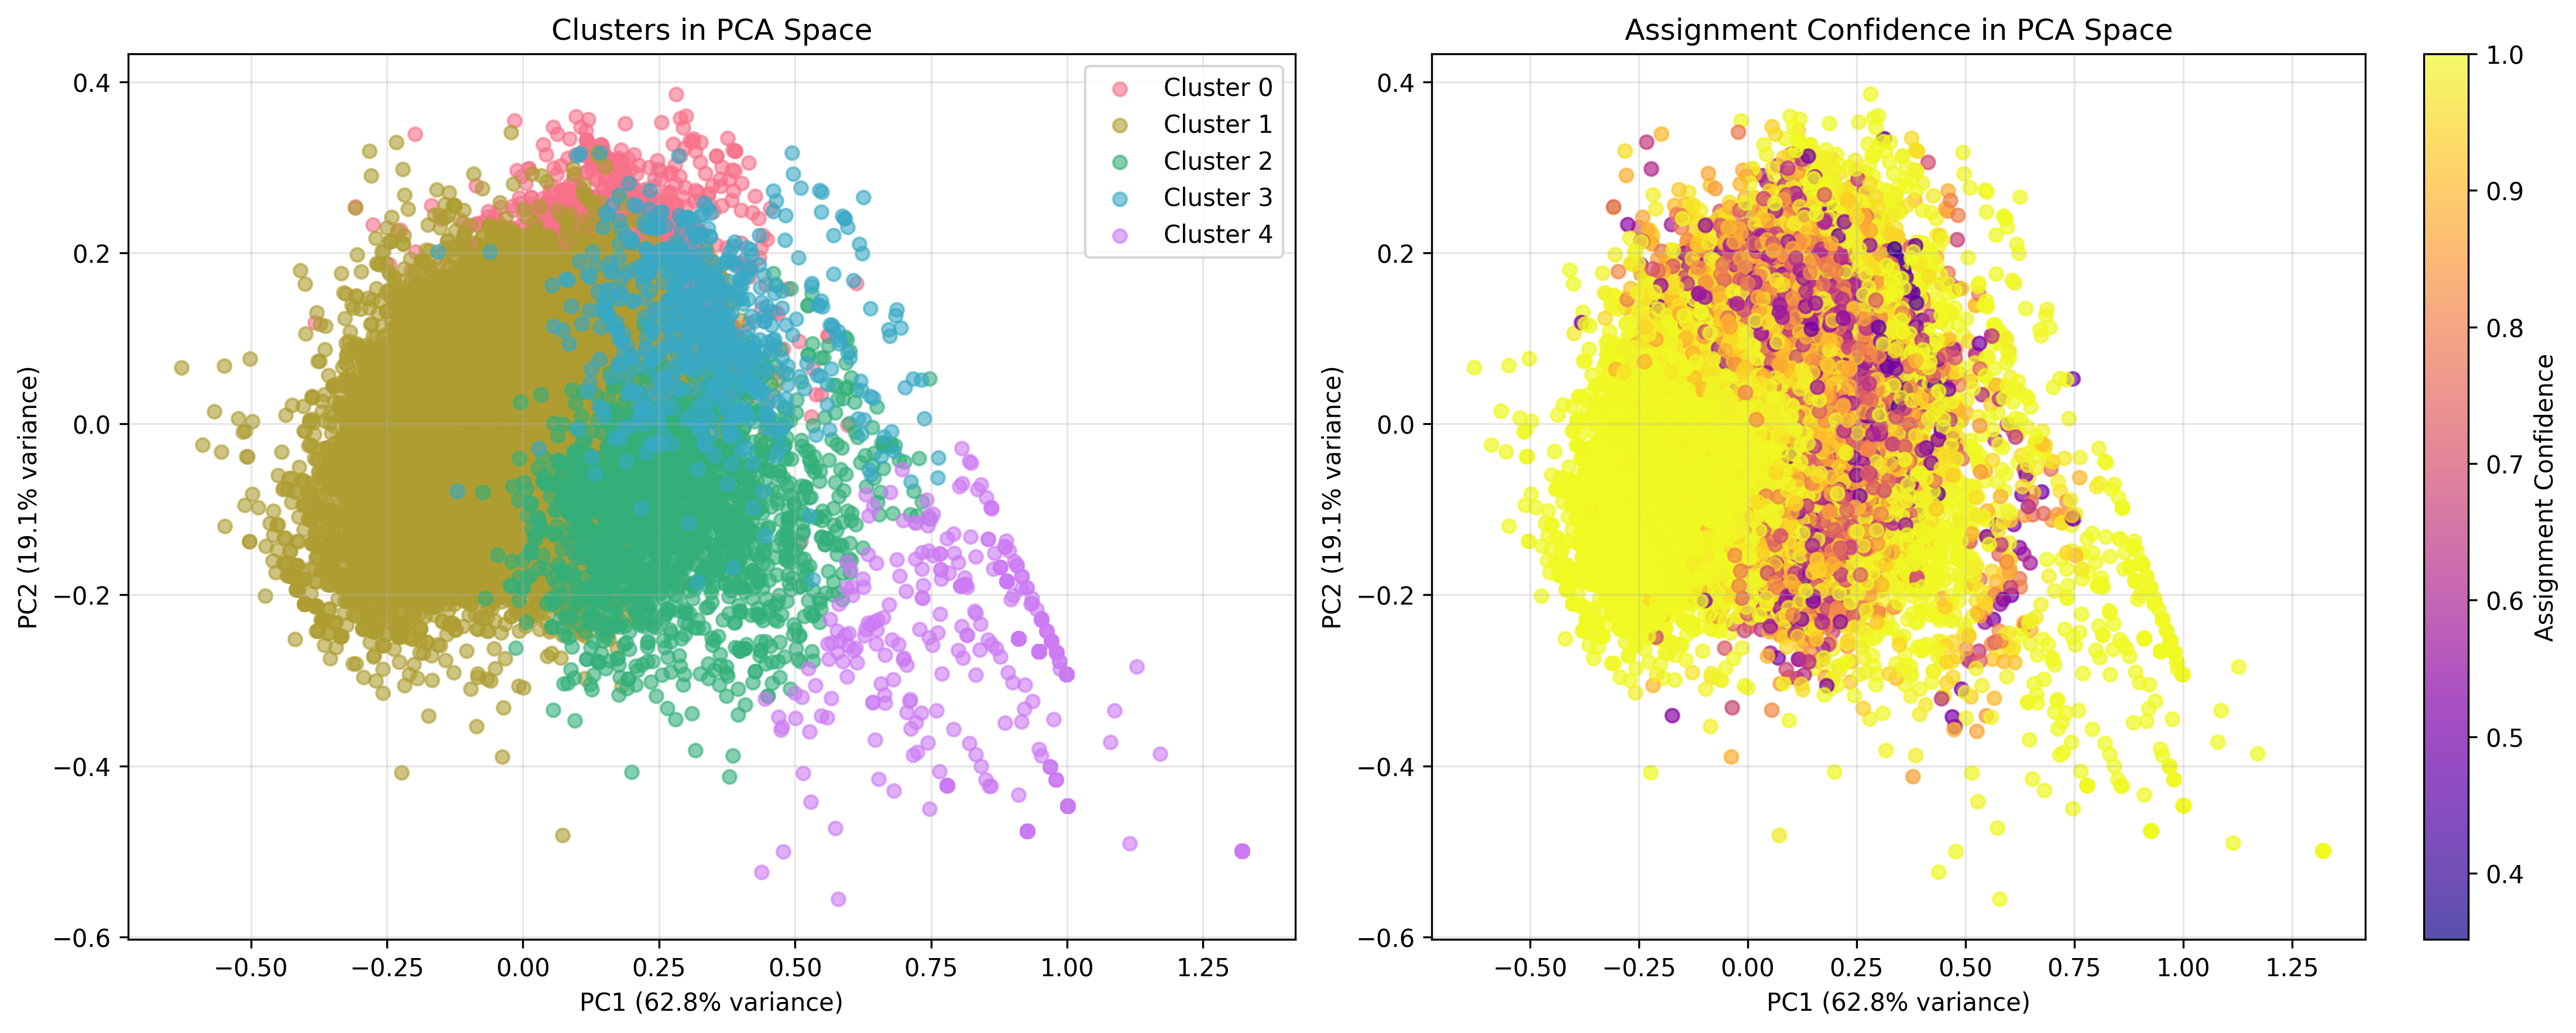 Clusters in PCA Space
Cluster 0
Cluster 1
Cluster 2
Cluster 3
Cluster 4
0.4
0.2
0.0
−0.2
−0.4
−0.6
PC2 (19.1% variance)
−0.50 −0.25 0.00 0.25 0.50 0.75 1.00 1.25
PC1 (62.8% variance)
Assignment Confidence in PCA Space
0.4
0.2
0.0
−0.2
−0.4
−0.6
PC2 (19.1% variance)
−0.50 −0.25 0.00 0.25 0.50 0.75 1.00 1.25
PC1 (62.8% variance)
1.0
0.9
0.8
0.7
0.6
0.5
0.4
Assignment Confidence